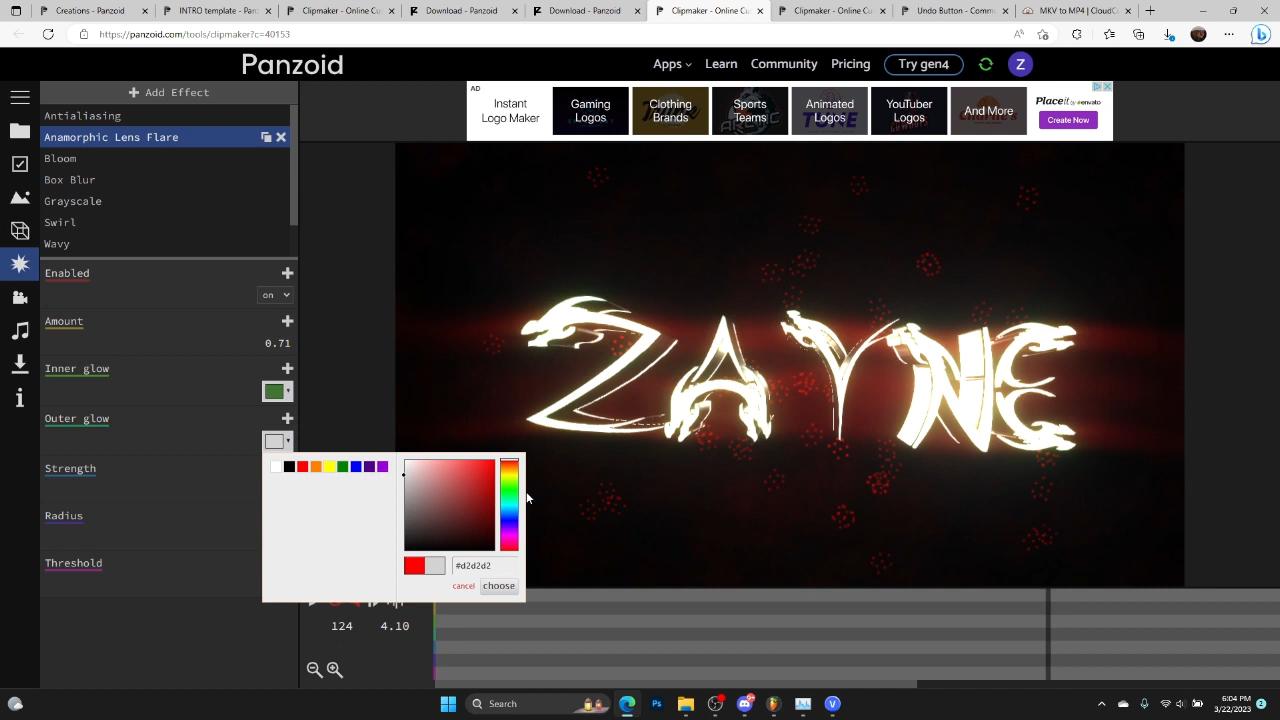 Creations - Panzoid
INTRO template - Par
Clipmaker - Online Cu
Download - Panzoid
Download - Panzoid
Clipmaker - Online Cu
Clipmaker - Online Cu
Undo Button - Comm
MKV to MP4 | CloudC
https://panzoid.com/tools/clipmaker?c=40153
Panzoid
Apps
Learn
Community
Pricing
Try gen4
Z
Add Effect
Antialiasing
Anamorphic Lens Flare
Bloom
Box Blur
Grayscale
Swirl
Wavy
Enabled
on
Amount
0.71
Inner glow
Outer glow
Strength
Radius
Threshold
#d2d2d2
cancel
choose
AD
Instant
Logo Maker
Gaming
Logos
Clothing
Brands
Sports
Teams
Animated
Logos
YouTuber
Logos
And More
Placeit by envato
Create Now
ZAYNE
124
4.10
Search
6:04 PM
3/22/2023